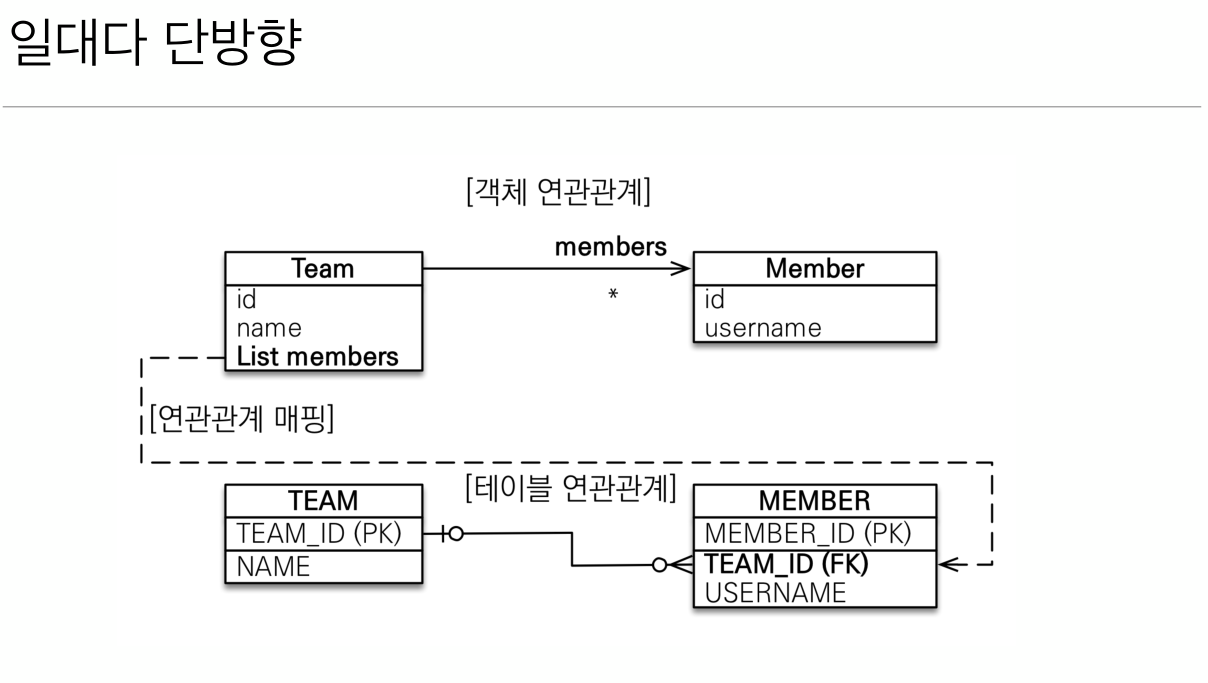 일대다 단방향
[객체 연관관계]
members
Team
Member
*
id
name
List members
id
username
[연관관계 매핑]
[테이블 연관관계]
TEAM
TEAM_ID (PK)
NAME
MEMBER
MEMBER_ID (PK)
TEAM_ID (FK)
USERNAME